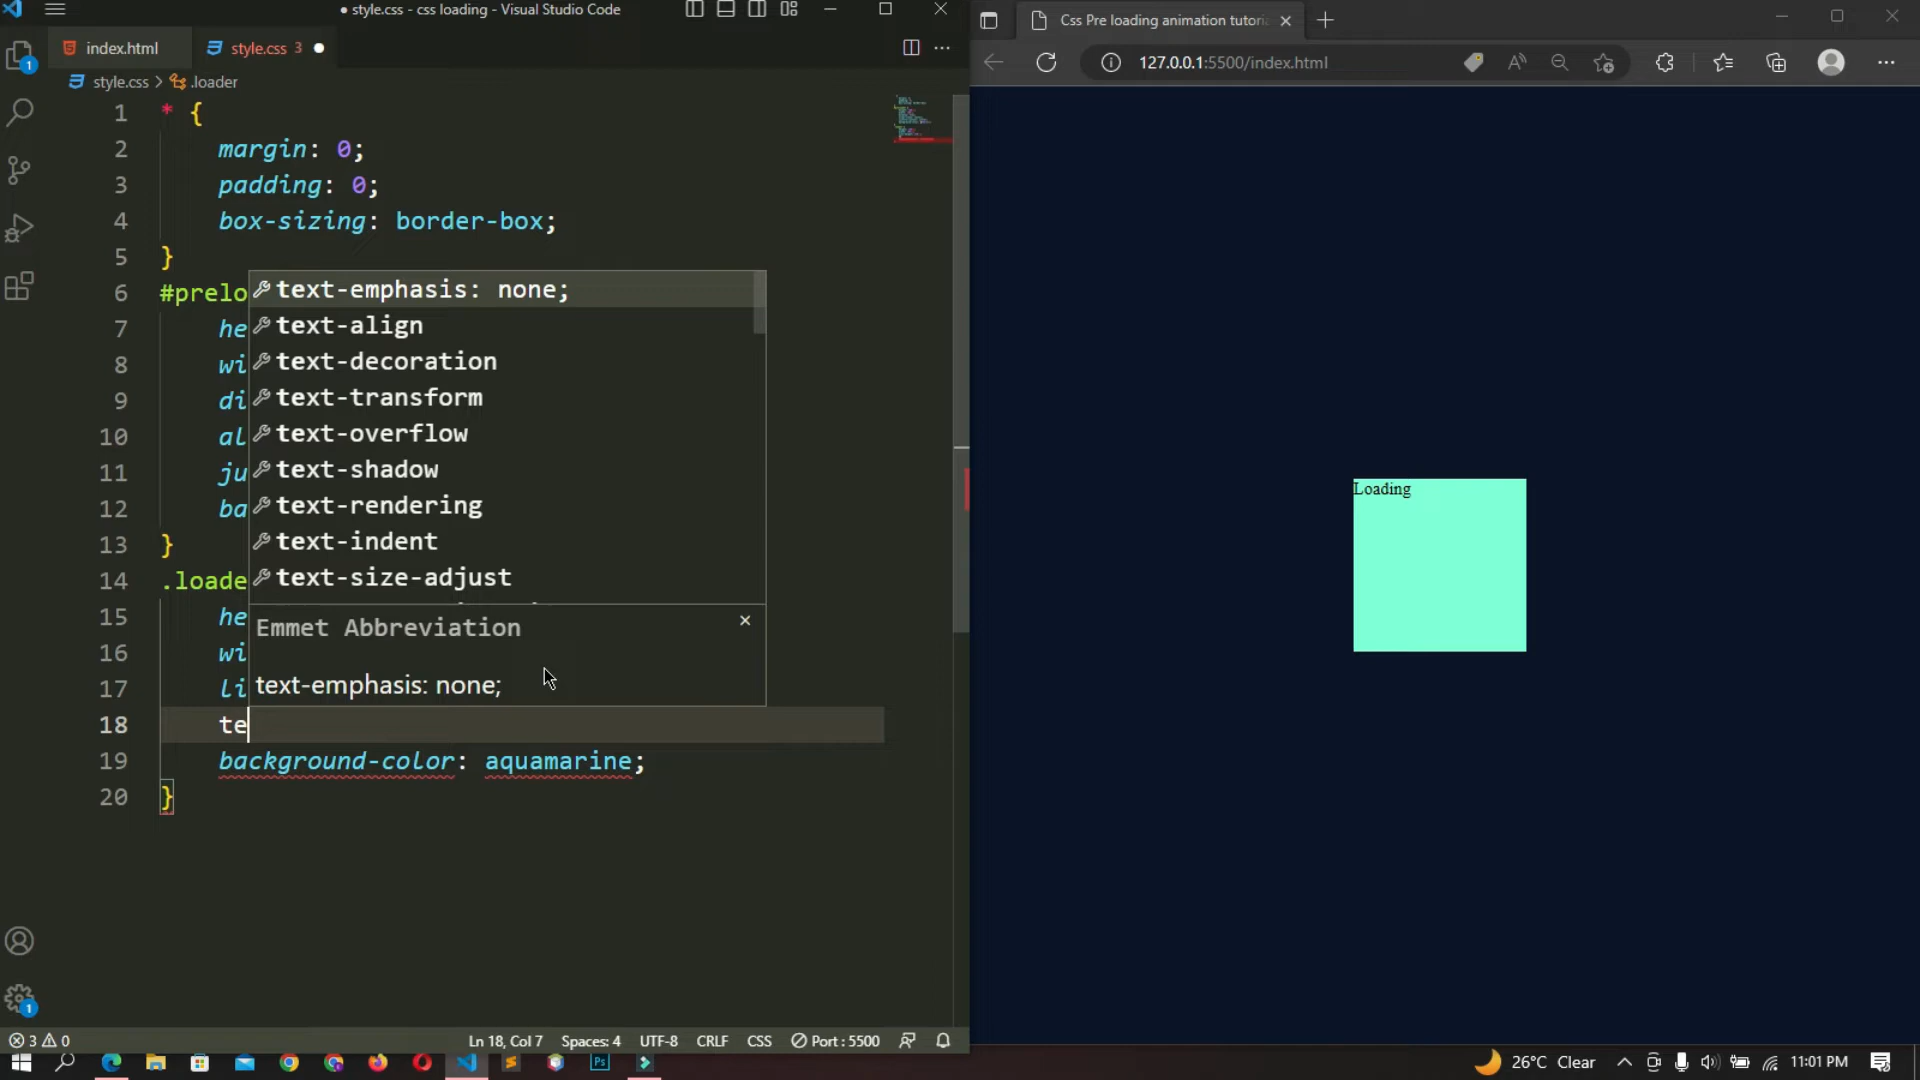 ● style.css - css loading - Visual Studio Code
index.html
style.css 3 ●
style.css > .loader
1 * {
2 margin: 0;
3 padding: 0;
4 box-sizing: border-box;
5 }
6 #prelo
7 he
8 wi
9 di
10 al
11 ju
12 ba
13 }
14 .loade
15 he
16 wi
17 li
18 te
19 background-color: aquamarine;
20 }
text-emphasis: none;
text-align
text-decoration
text-transform
text-overflow
text-shadow
text-rendering
text-indent
text-size-adjust
Emmet Abbreviation
text-emphasis: none;
1
1
3 0
Ln 18, Col 7
Spaces: 4
UTF-8
CRLF
CSS
Port : 5500
Css Pre loading animation tutori
127.0.0.1:5500/index.html
Loading
Ps
26°C Clear
11:01 PM